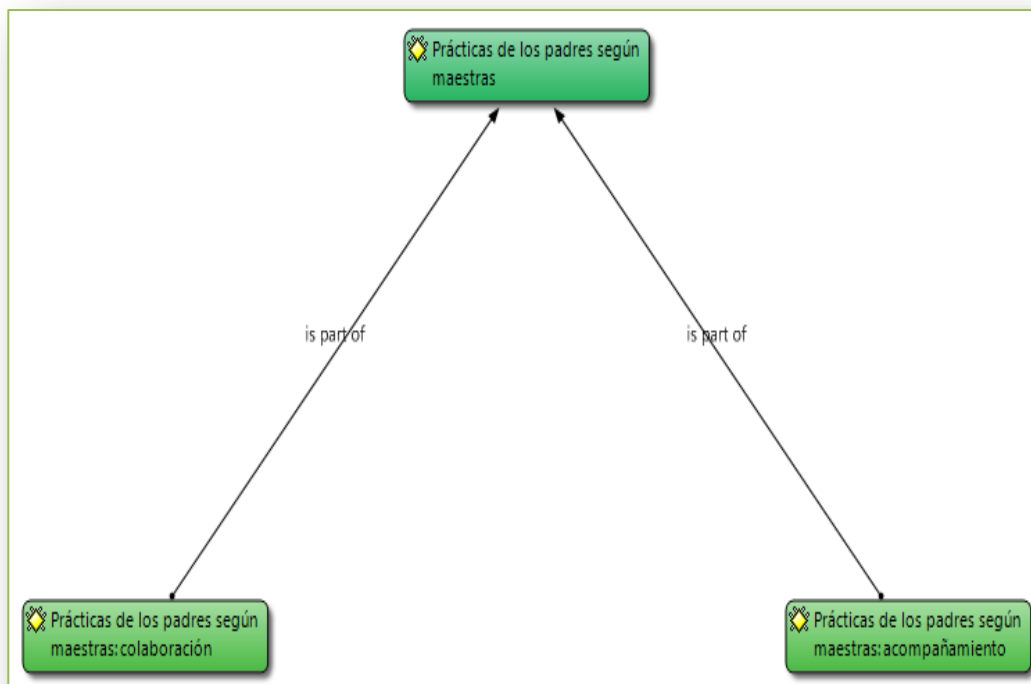 Prácticas de los padres según
maestras
is part of
is part of
Prácticas de los padres según
maestras:colaboración
Prácticas de los padres según
maestras:acompañamiento